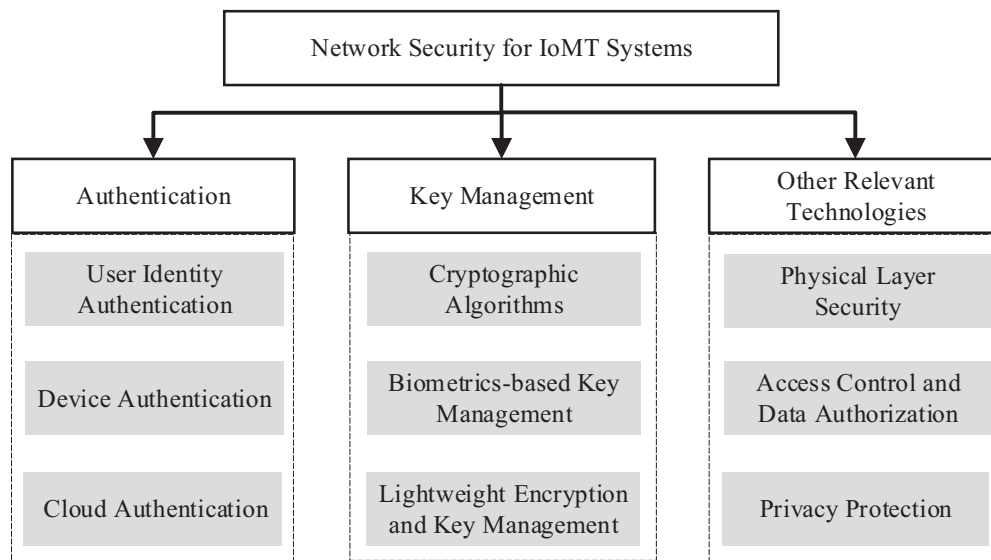 Network Security for IoMT Systems
Authentication
Key Management
Other Relevant
Technologies
User Identity
Authentication
Device Authentication
Cloud Authentication
Cryptographic
Algorithms
Biometrics-based Key
Management
Lightweight Encryption
and Key Management
Physical Layer
Security
Access Control and
Data Authorization
Privacy Protection